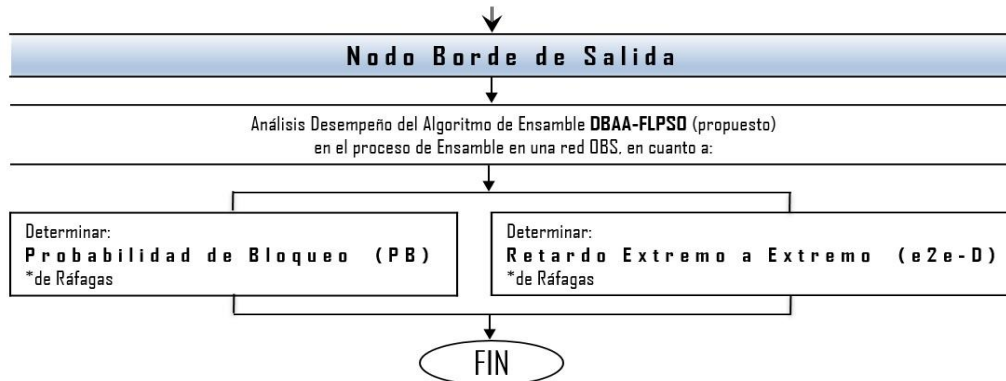 Nodo Borde de Salida
Análisis Desempeño del Algoritmo de Ensamble DBAA-FLPSO (propuesto)
en el proceso de Ensamble en una red OBS, en cuanto a:
Determinar:
Probabilidad de Bloqueo (PB)
*de Ráfagas
Determinar:
Retardo Extremo a Extremo (e2e-D)
*de Ráfagas
FIN